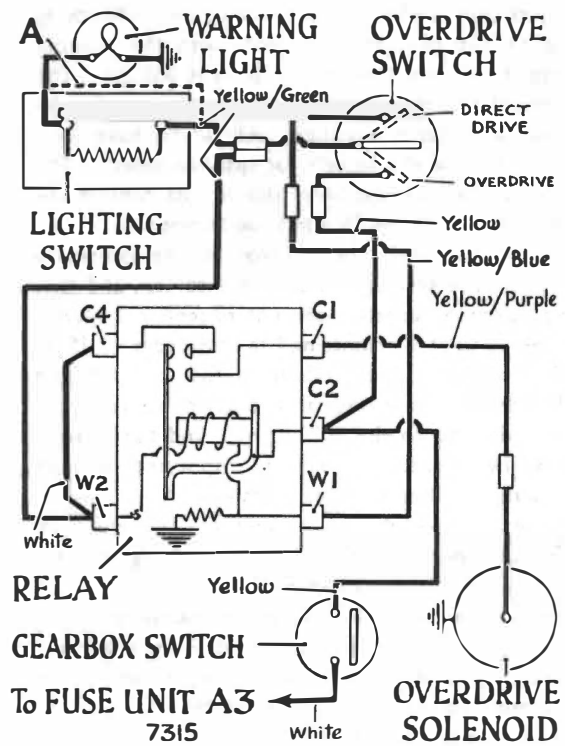 A
WARNING
LIGHT
OVERDRIVE
SWITCH
Yellow/Green
DIRECT
DRIVE
OVERDRIVE
LIGHTING
SWITCH
Yellow
Yellow/Blue
Yellow/Purple
C4
C1
C2
W2
W1
White
RELAY
Yellow
GEARBOX SWITCH
To FUSE UNIT A3
7315
White
OVERDRIVE
SOLENOID